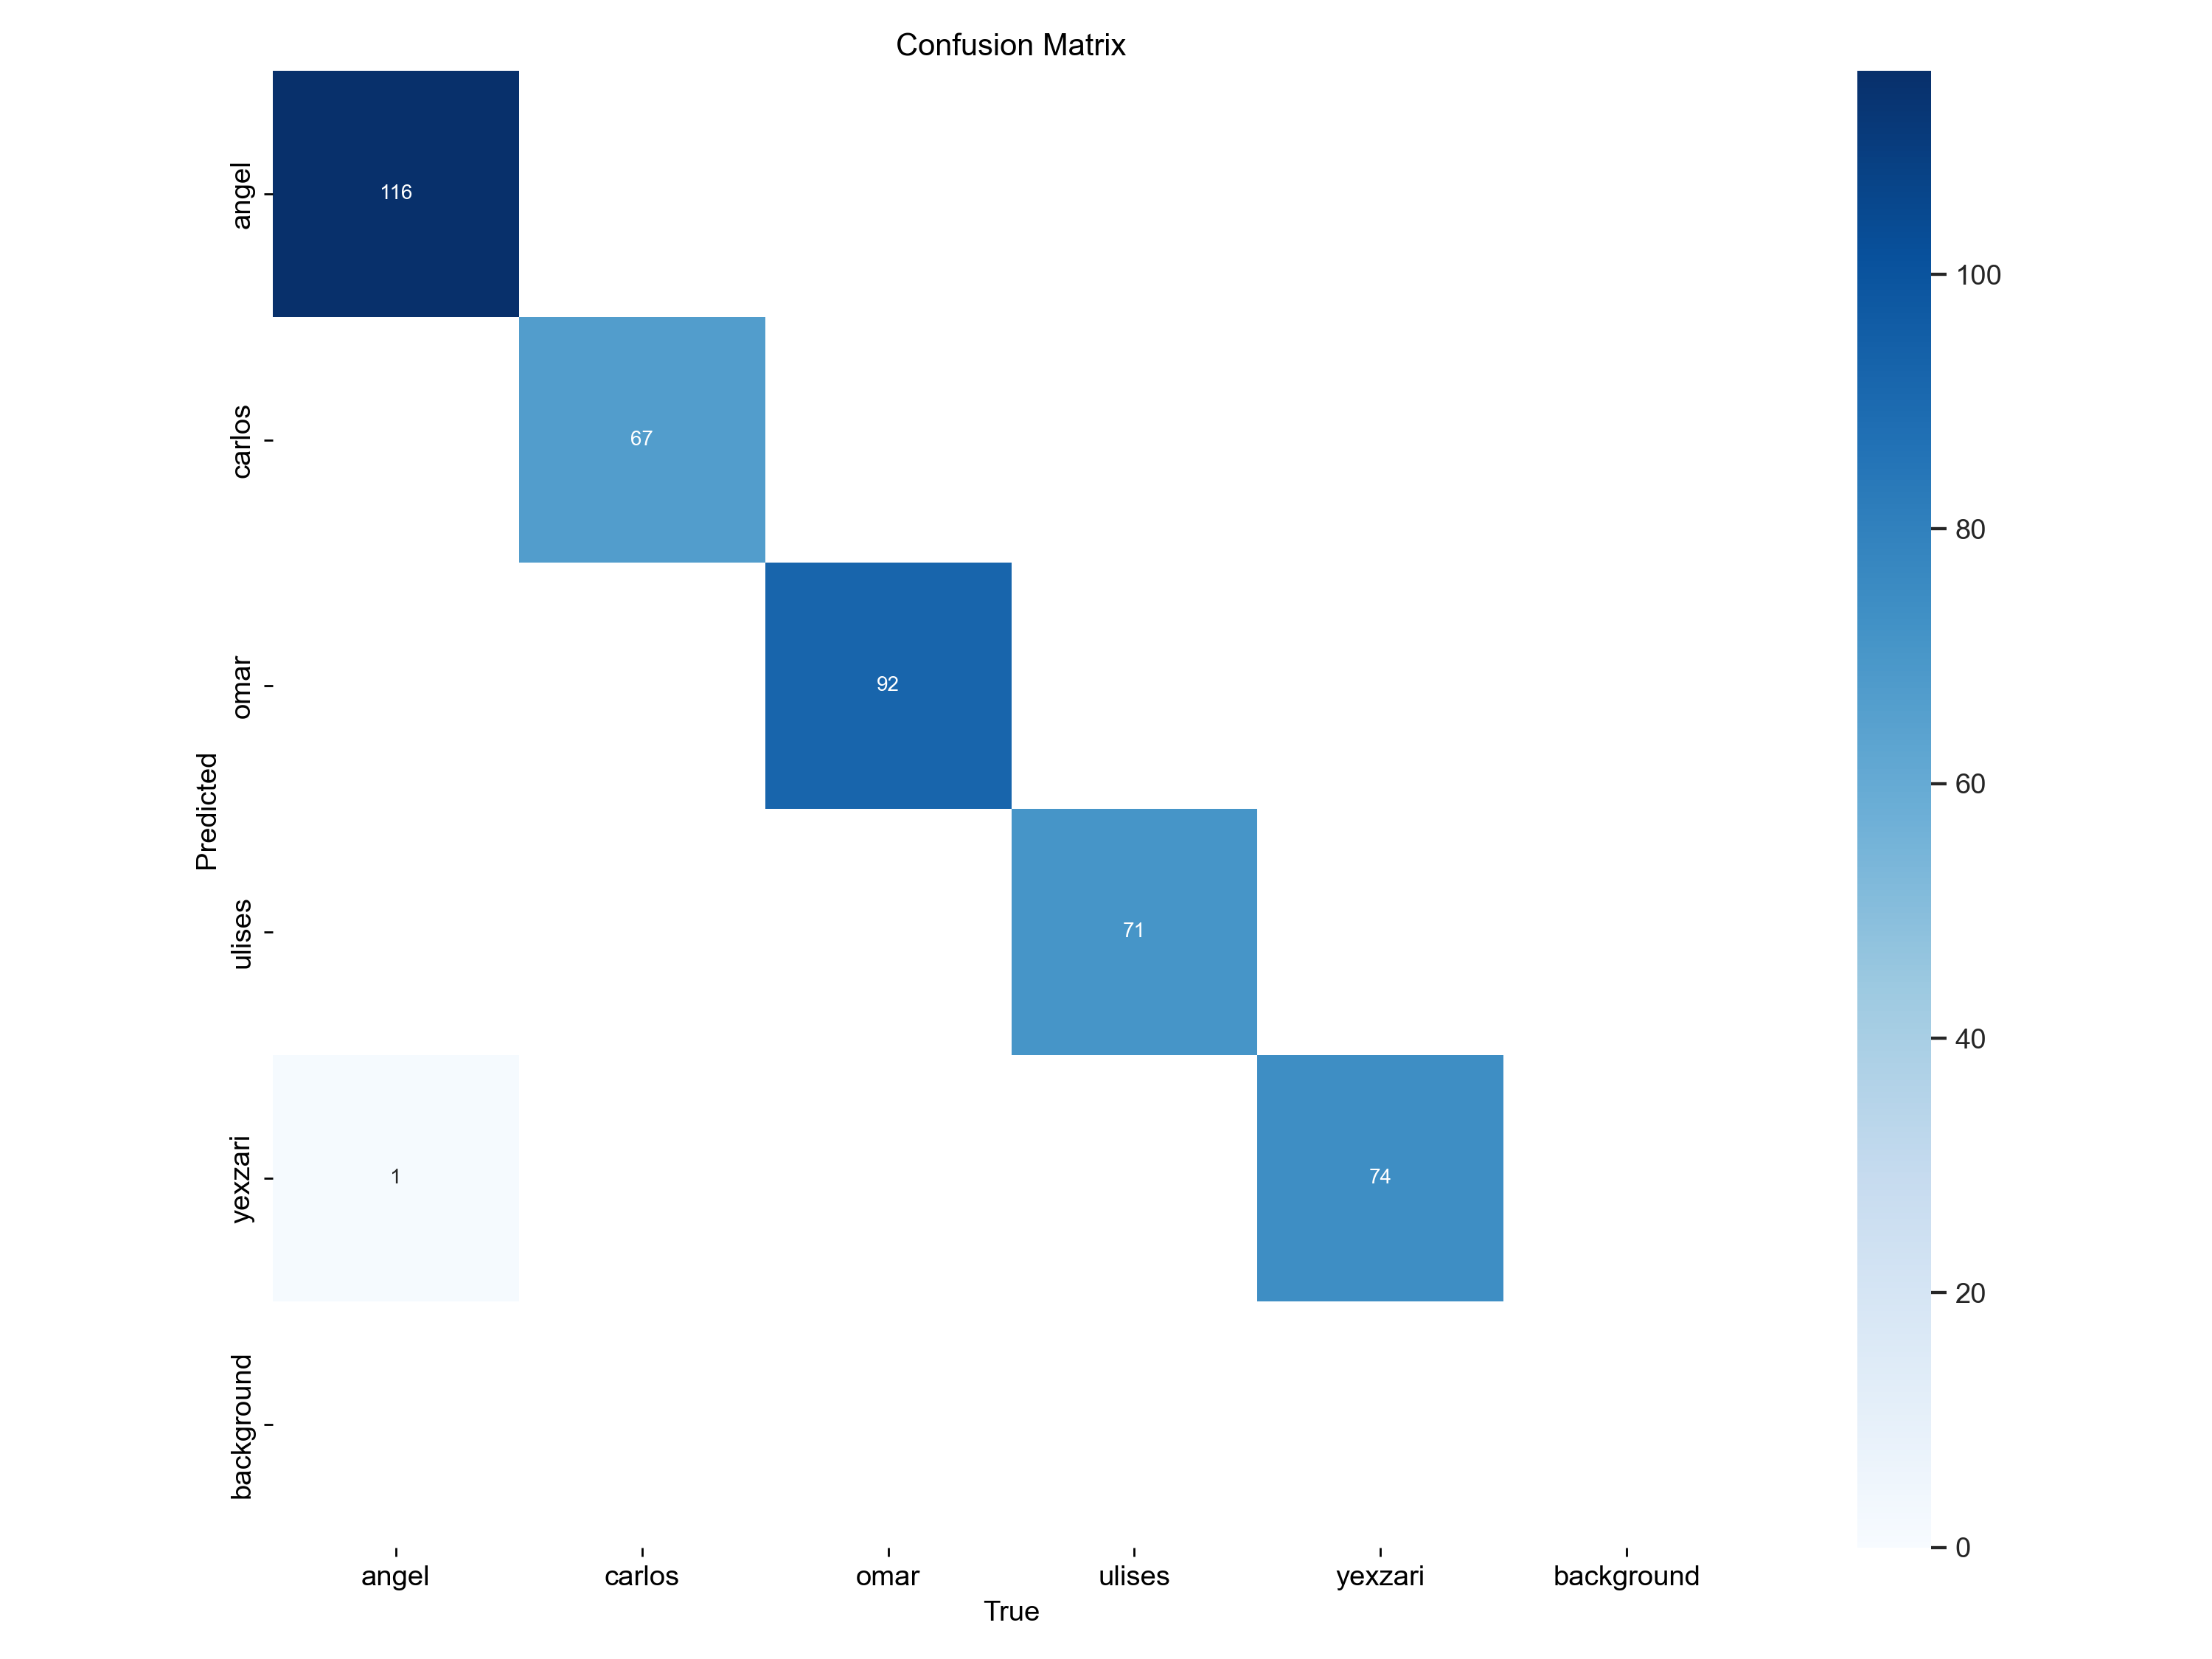 Confusion Matrix
angel
116
100
carlos
67
80
omar
92
Predicted
60
ulises
71
40
yexzari
1
74
20
background
0
angel carlos omar ulises yexzari background
True